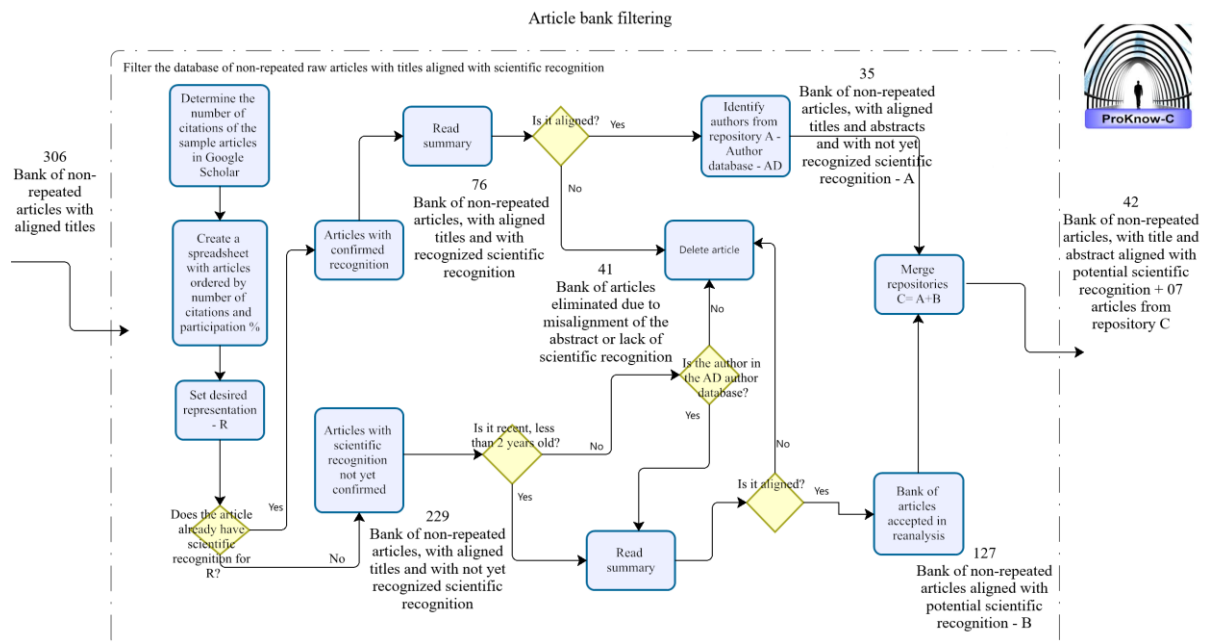 Article bank filtering
Filter the database of non-repeated raw articles with titles aligned with scientific recognition
ProKnow-C
306
Bank of non-
repeated
articles with
aligned titles
Determine the
number of
citations of the
sample articles
in Google
Scholar
Create a
spreadsheet
with articles
ordered by
number of
citations and
participation %
Set desired
representation
- R
Does the article
already have
scientific
recognition for
R?
Yes
No
Articles with
confirmed
recognition
Read
summary
76
Bank of non-repeated
articles, with aligned
titles and with
recognized scientific
recognition
Is it aligned?
Yes
No
Identify
authors from
repository A -
Author
database - AD
35
Bank of non-repeated
articles, with aligned
titles and abstracts
and with not yet
recognized scientific
recognition - A
Delete article
41
Bank of articles
eliminated due to
misalignment of the
abstract or lack of
scientific recognition
Articles with
scientific
recognition
not yet
confirmed
229
Bank of non-repeated
articles, with aligned
titles and with not yet
recognized scientific
recognition
Is it recent, less
than 2 years old?
No
Yes
Is the author in
the AD author
database?
No
Yes
Read
summary
Is it aligned?
No
Yes
Bank of
articles
accepted in
reanalysis
127
Bank of non-repeated
articles aligned with
potential scientific
recognition - B
Merge
repositories
C= A+B
42
Bank of non-repeated
articles, with title and
abstract aligned with
potential scientific
recognition + 07
articles from
repository C